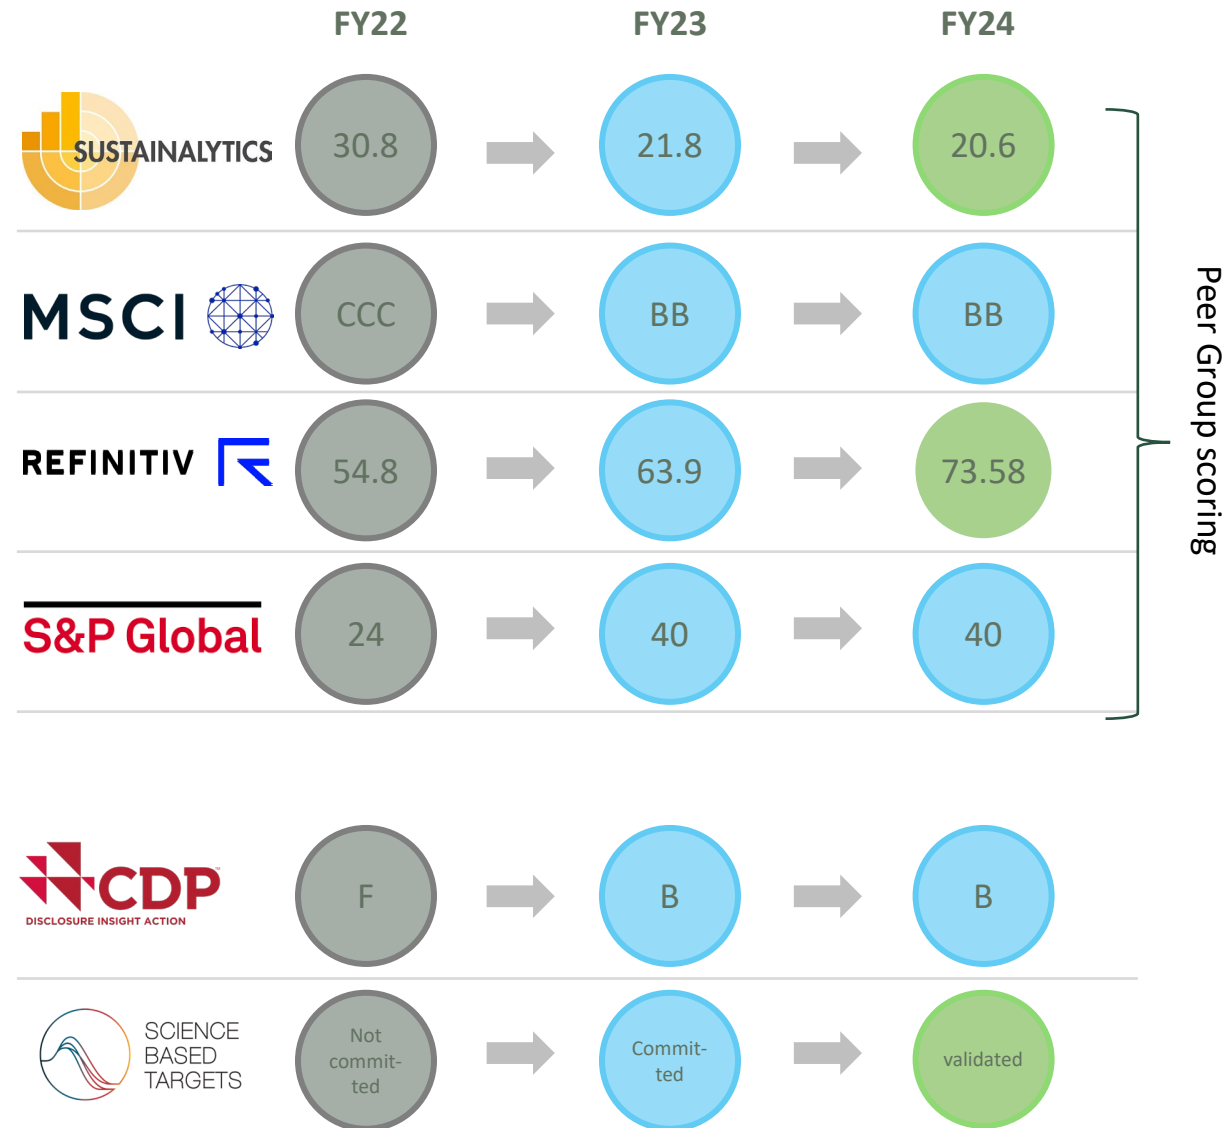 FY22 FY23 FY24
SUSTAINALYTICS 30.8 21.8 20.6
MSCI CCC BB BB
REFINITIV 54.8 63.9 73.58
S&P Global 24 40 40
Peer Group scoring
CDP F B B
DISCLOSURE INSIGHT ACTION
SCIENCE
BASED
TARGETS
Not
commit-
ted
Commit-
ted
validated